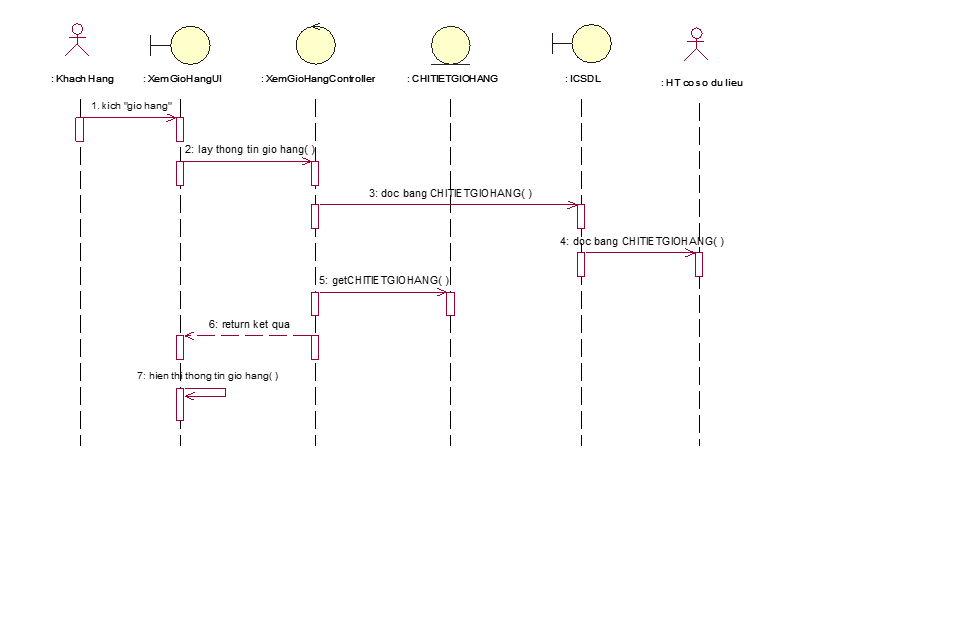 : Khach Hang
: XemGioHangUI
: XemGioHangController
: CHITIETGIOHANG
: ICSDL
: HT co so du lieu
1. kich "gio hang"
2: lay thong tin gio hang( )
3: doc bang CHITIETGIOHANG( )
4: doc bang CHITIETGIOHANG( )
5: getCHITIETGIOHANG( )
6: return ket qua
7: hien thi thong tin gio hang( )